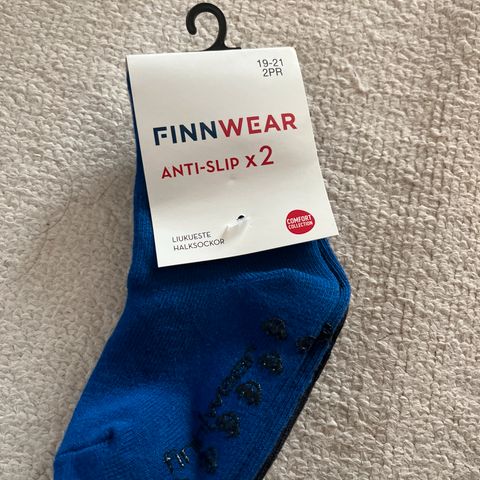 19-21
2PR
FINNWEAR
ANTI-SLIP x2
LIUKUESTE
HALKSOCKOR
COMFORT
COLLECTION